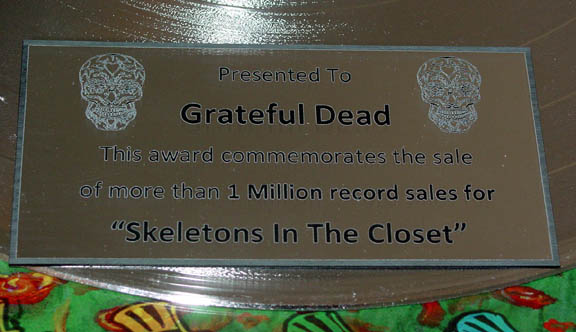 Presented To
Grateful Dead
This award commemorates the sale
of more than 1 Million record sales for
“Skeletons In The Closet”